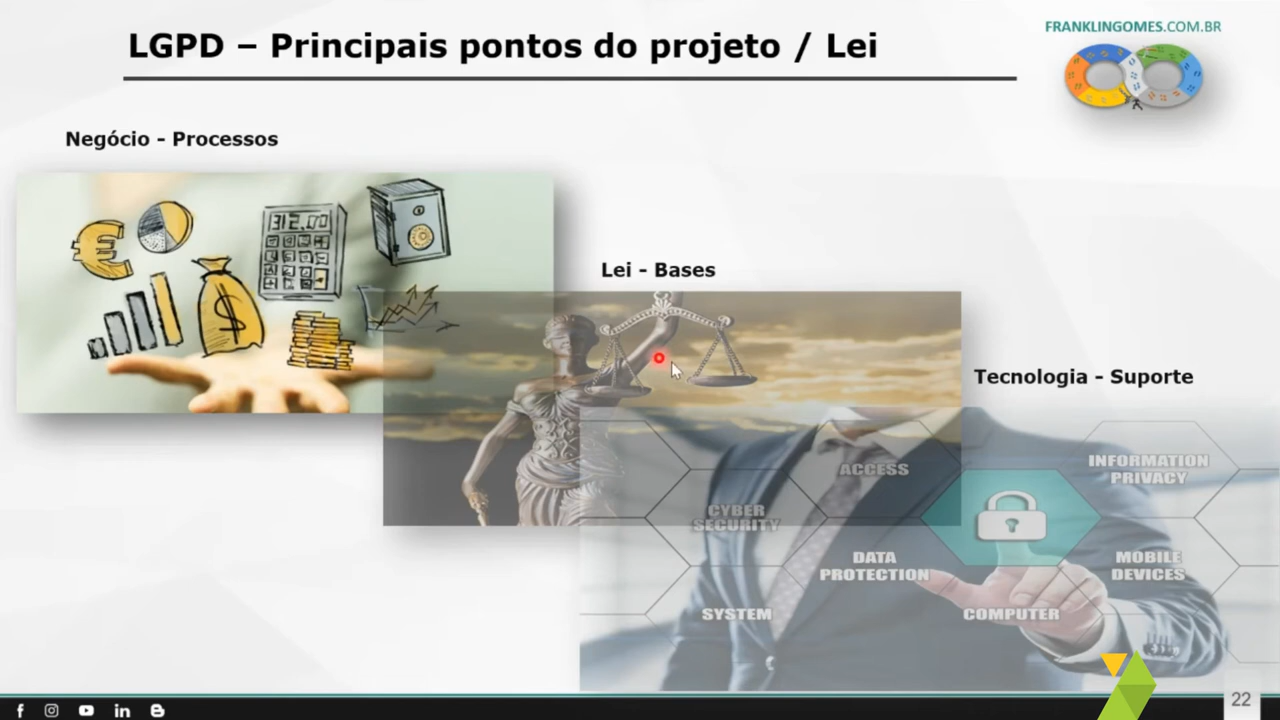 LGPD – Principais pontos do projeto / Lei
FRANKLINGOMES.COM.BR
Negócio - Processos
312,00
Lei - Bases
Tecnologia - Suporte
ACCESS
INFORMATION
PRIVACY
CYBER
SECURITY
DATA
PROTECTION
MOBILE
DEVICES
SYSTEM
COMPUTER
22